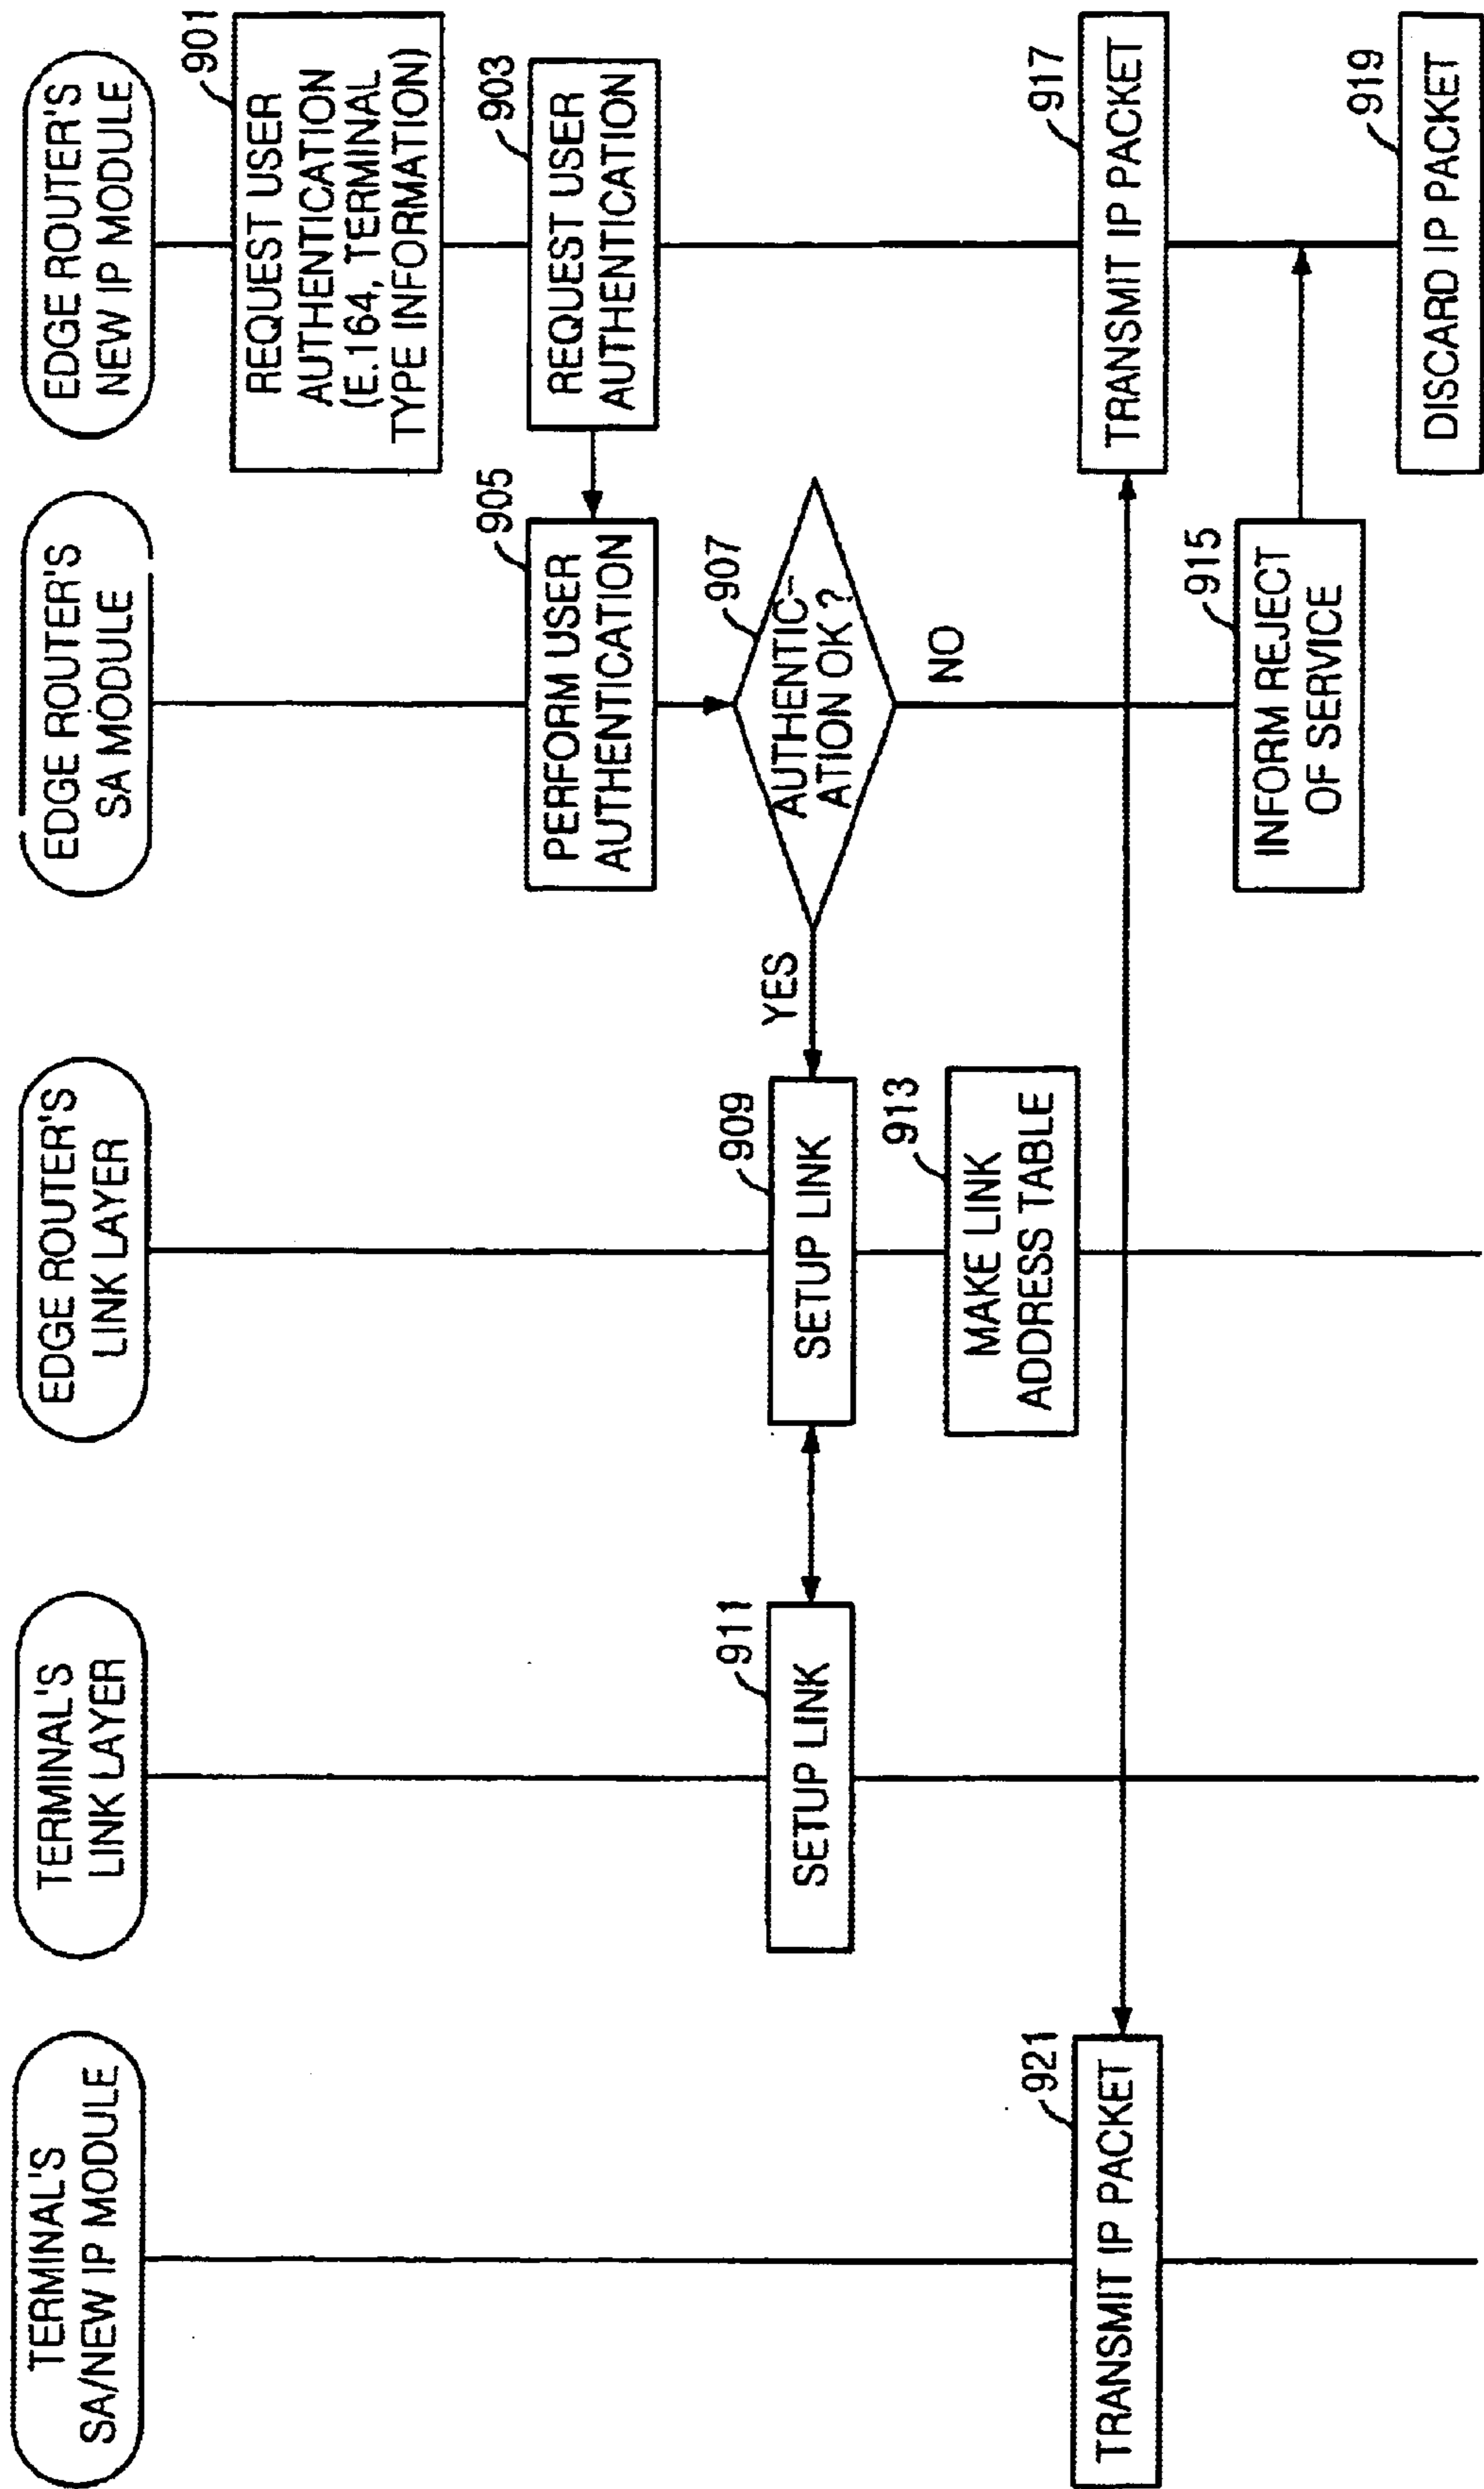 TERMINAL'S
SA/NEW IP MODULE
TERMINAL'S
LINK LAYER
EDGE ROUTER'S
LINK LAYER
EDGE ROUTER'S
SA MODULE
EDGE ROUTER'S
NEW IP MODULE
901
REQUEST USER
AUTHENTICATION
(E.164, TERMINAL
TYPE INFORMATION)
903
REQUEST USER
AUTHENTICATION
905
PERFORM USER
AUTHENTICATION
907
AUTHENTIC-
ATION OK ?
YES
NO
909
SETUP LINK
911
SETUP LINK
913
MAKE LINK
ADDRESS TABLE
917
TRANSMIT IP PACKET
921
TRANSMIT IP PACKET
915
INFORM REJECT
OF SERVICE
919
DISCARD IP PACKET